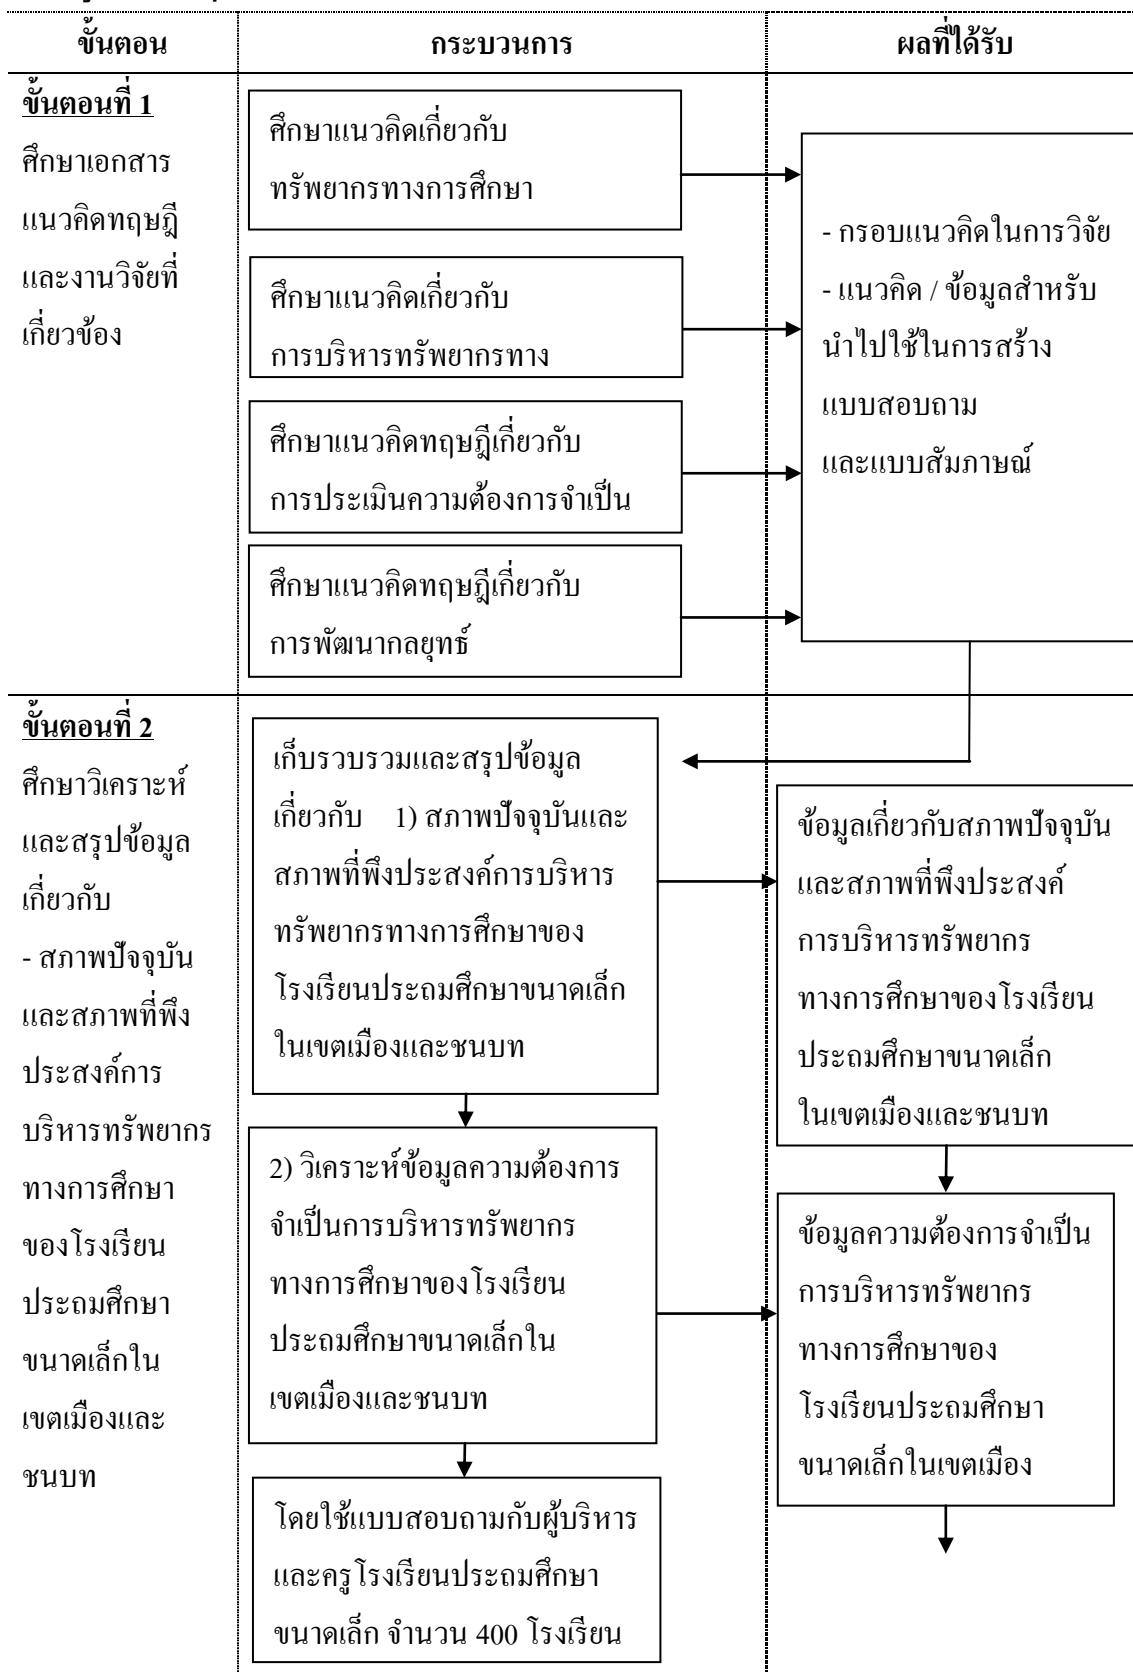 ขั้นตอน
กระบวนการ
ผลที่ได้รับ
ขั้นตอนที่ 1
ศึกษาเอกสาร
แนวคิดทฤษฎี
และงานวิจัยที่
เกี่ยวข้อง
ศึกษาแนวคิดเกี่ยวกับ
ทรัพยากรทางการศึกษา
ศึกษาแนวคิดเกี่ยวกับ
การบริหารทรัพยากรทาง
ศึกษาแนวคิดทฤษฎีเกี่ยวกับ
การประเมินความต้องการจำเป็น
ศึกษาแนวคิดทฤษฎีเกี่ยวกับ
การพัฒนากลยุทธ์
- กรอบแนวคิดในการวิจัย
- แนวคิด / ข้อมูลสำหรับ
นำไปใช้ในการสร้าง
แบบสอบถาม
และแบบสัมภาษณ์
ขั้นตอนที่ 2
ศึกษาวิเคราะห์
และสรุปข้อมูล
เกี่ยวกับ
- สภาพปัจจุบัน
และสภาพที่พึง
ประสงค์การ
บริหารทรัพยากร
ทางการศึกษา
ของโรงเรียน
ประถมศึกษา
ขนาดเล็กใน
เขตเมืองและ
ชนบท
เก็บรวบรวมและสรุปข้อมูล
เกี่ยวกับ 1) สภาพปัจจุบันและ
สภาพที่พึงประสงค์การบริหาร
ทรัพยากรทางการศึกษาของ
โรงเรียนประถมศึกษาขนาดเล็ก
ในเขตเมืองและชนบท
2) วิเคราะห์ข้อมูลความต้องการ
จำเป็นการบริหารทรัพยากร
ทางการศึกษาของโรงเรียน
ประถมศึกษาขนาดเล็กใน
เขตเมืองและชนบท
โดยใช้แบบสอบถามกับผู้บริหาร
และครูโรงเรียนประถมศึกษา
ขนาดเล็ก จำนวน 400 โรงเรียน
ข้อมูลเกี่ยวกับสภาพปัจจุบัน
และสภาพที่พึงประสงค์
การบริหารทรัพยากร
ทางการศึกษาของโรงเรียน
ประถมศึกษาขนาดเล็ก
ในเขตเมืองและชนบท
ข้อมูลความต้องการจำเป็น
การบริหารทรัพยากร
ทางการศึกษาของ
โรงเรียนประถมศึกษา
ขนาดเล็กในเขตเมือง